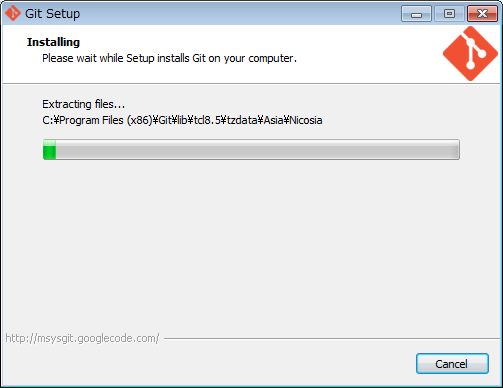 Git Setup
Installing
Please wait while Setup installs Git on your computer.
Extracting files...
C:¥Program Files (x86)¥Git¥lib¥tcl8.5¥tzdata¥Asia¥Nicosia
http://msysgit.googlecode.com/
Cancel